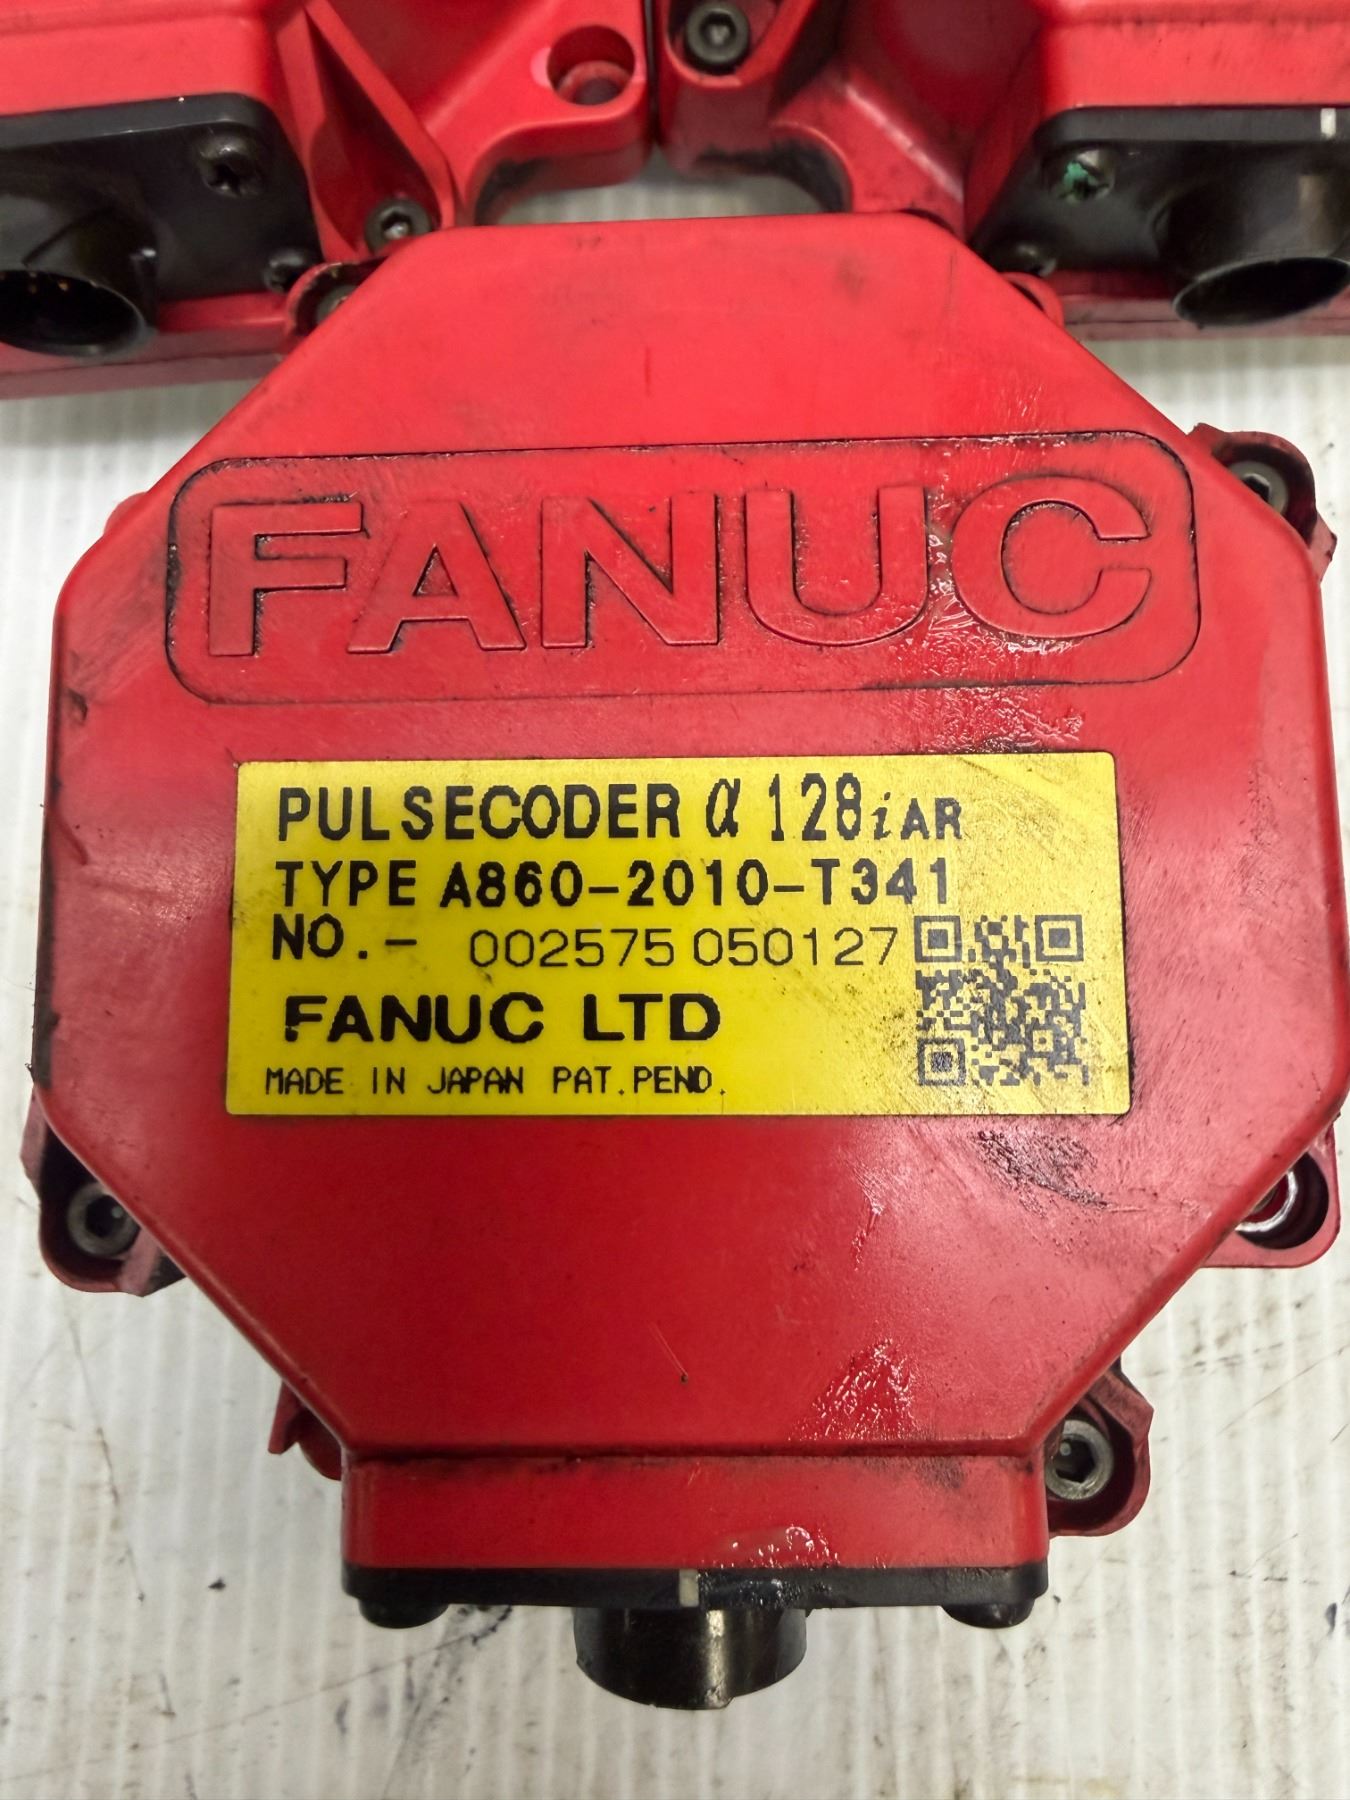 FANUC
PULSECODER α 128iAR
TYPE A860-2010-T341
NO.- 002575 050127
FANUC LTD
MADE IN JAPAN PAT.PEND.